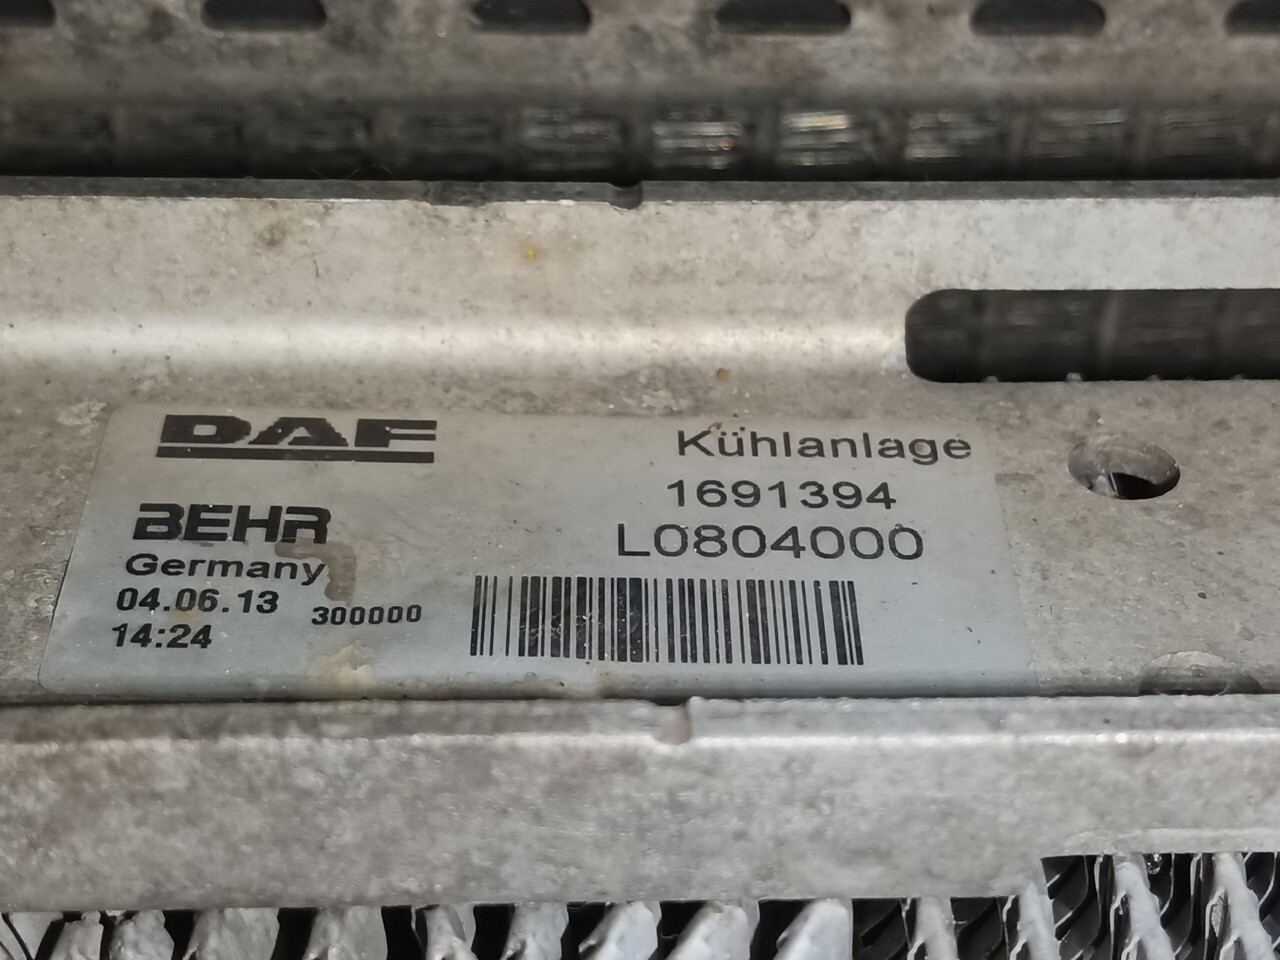 DAF
Kühlanlage
1691394
BEHR
L0804000
Germany
04.06.13 300000
14:24